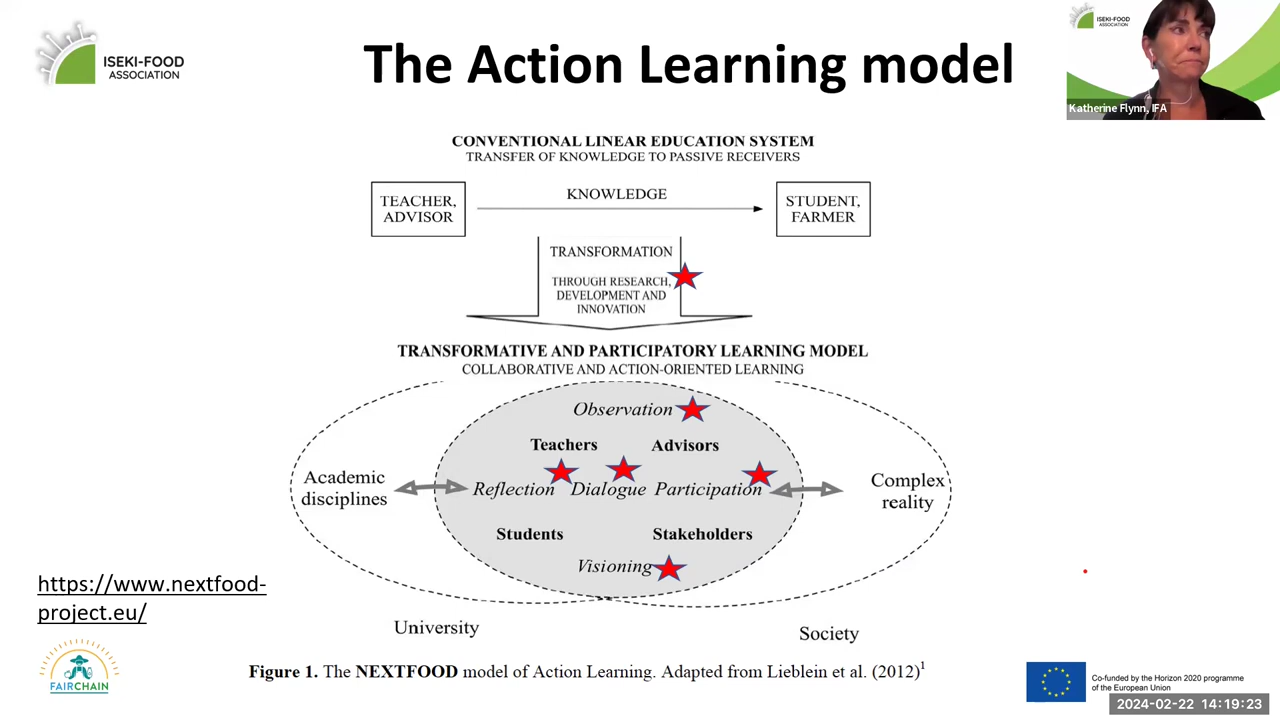 ISEKI-FOOD
ASSOCIATION
The Action Learning model
ISEKI-FOOD
ASSOCIATION
Katherine Flynn, IFA
CONVENTIONAL LINEAR EDUCATION SYSTEM
TRANSFER OF KNOWLEDGE TO PASSIVE RECEIVERS
TEACHER,
ADVISOR
KNOWLEDGE
STUDENT,
FARMER
TRANSFORMATION
THROUGH RESEARCH,
DEVELOPMENT AND
INNOVATION
TRANSFORMATIVE AND PARTICIPATORY LEARNING MODEL
COLLABORATIVE AND ACTION-ORIENTED LEARNING
Observation
Teachers Advisors
Academic
disciplines
Reflection Dialogue Participation
Complex
reality
Students Stakeholders
Visioning
https://www.nextfood-
project.eu/
University
Society
Figure 1. The NEXTFOOD model of Action Learning. Adapted from Lieblein et al. (2012)1
FAIRCHAIN
Co-funded by the Horizon 2020 programme
of the European Union
2024-02-22 14:19:23